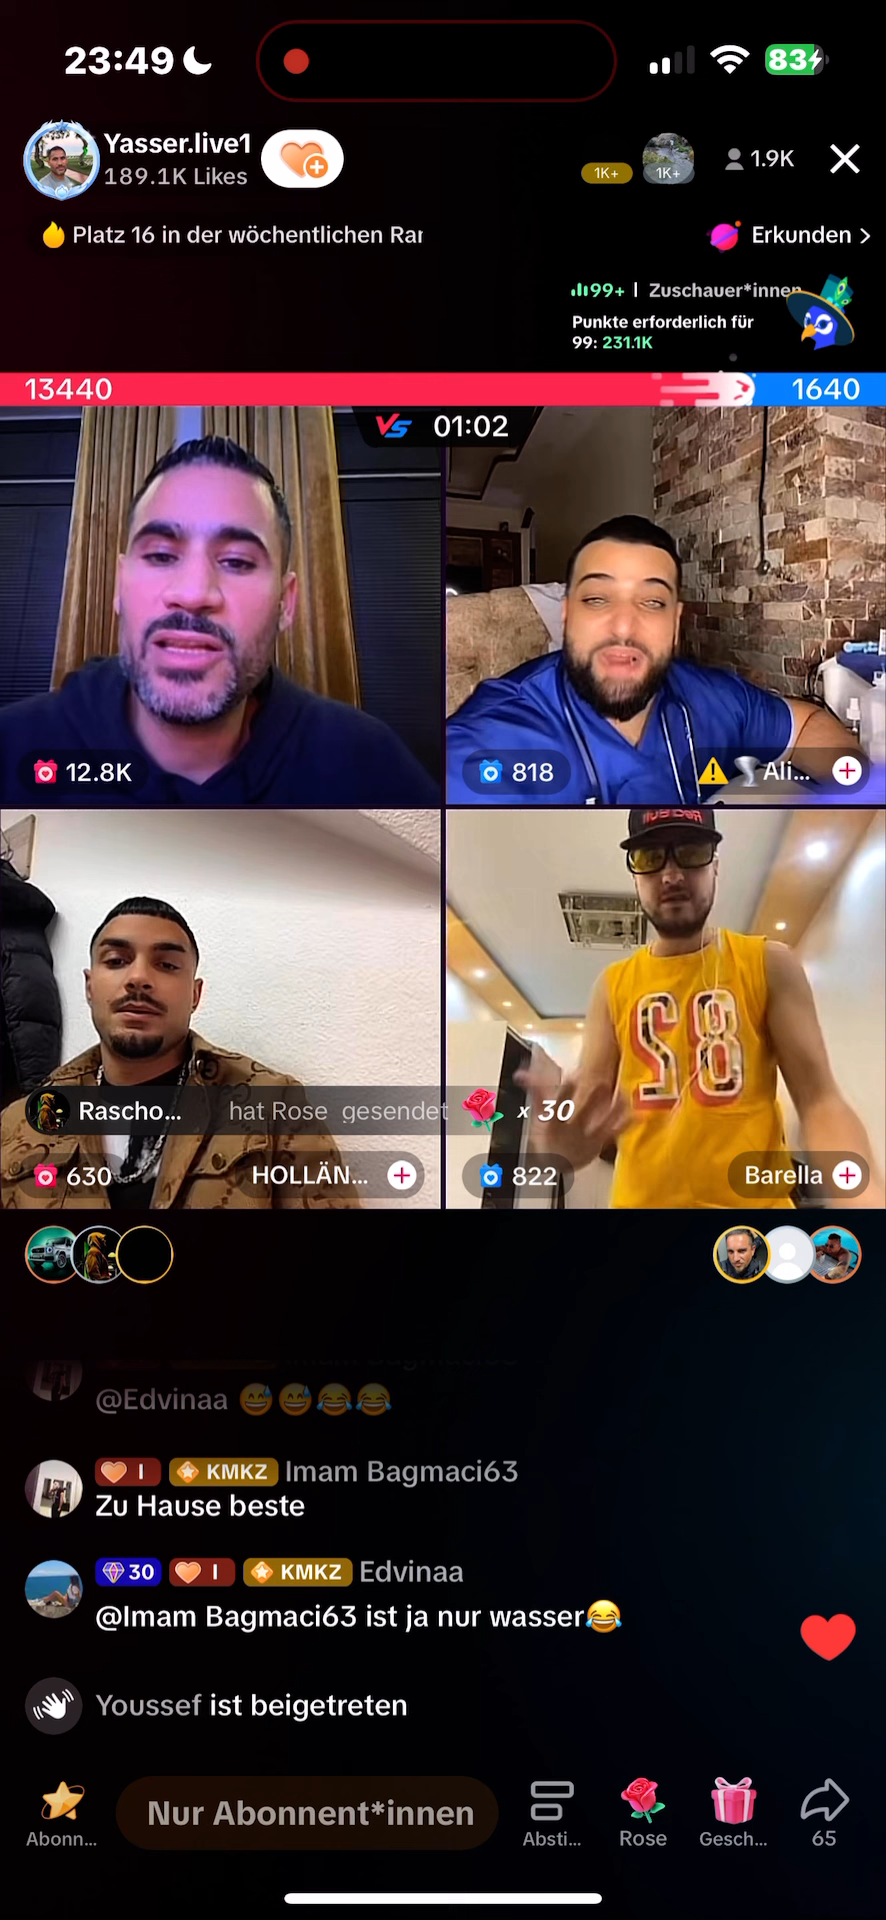 23:49
83
Yasser.live1
189.1K Likes
1K+
1K+
1.9K
Platz 16 in der wöchentlichen Ran
Erkunden >
99+ | Zuschauer*innen
Punkte erforderlich für
99: 231.1K
13440
1640
VS 01:02
12.8K
818
Ali...
Red Bull
82
Rascho...
hat Rose gesendet
x 30
630
HOLLÄN...
822
Barella
@Edvinaa 😅😅😂😂
I KMKZ Imam Bagmaci63
Zu Hause beste
30 I KMKZ Edvinaa
@Imam Bagmaci63 ist ja nur wasser😂
Youssef ist beigetreten
Abonn...
Nur Abonnent*innen
Absti...
Rose
Gesch...
65